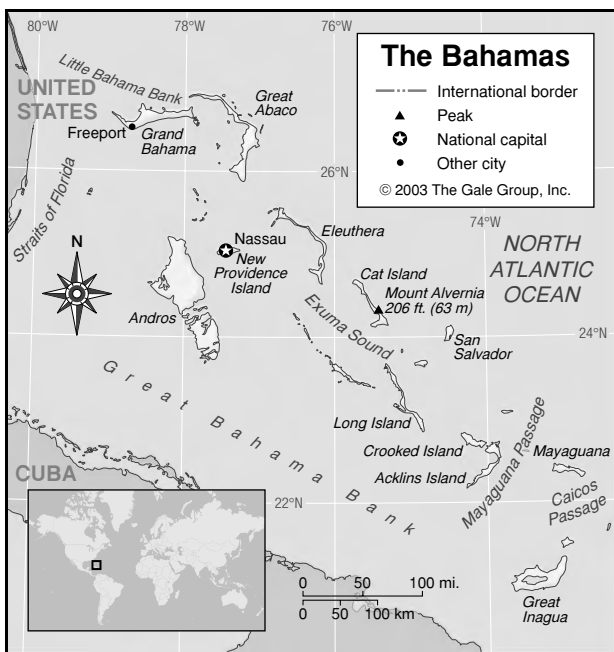 80°W
78°W
76°W
The Bahamas
International border
Peak
National capital
Other city
© 2003 The Gale Group, Inc.
Little Bahama Bank
UNITED
STATES
Great
Abaco
Freeport
Grand
Bahama
26°N
Straits of Florida
74°W
N
Nassau
New
Providence
Island
Eleuthera
NORTH
ATLANTIC
OCEAN
Cat Island
Mount Alvernia
206 ft. (63 m)
Andros
Exuma Sound
24°N
San
Salvador
Great Bahama Bank
Long Island
Crooked Island
Acklins Island
Mayaguana Passage
Mayaguna
Caicos
Passage
CUBA
22°N
0 50 100 mi.
0 50 100 km
Great
Inagua